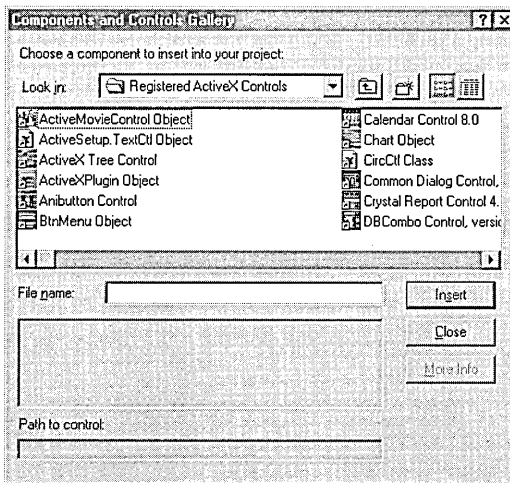 Components and Controls Gallery
Choose a component to insert into your project:
Look in: Registered ActiveX Controls
ActiveMovieControl Object
ActiveSetup.TextCtl Object
ActiveX Tree Control
ActiveXPlugin Object
Anibutton Control
BtnMenu Object
Calendar Control 8.0
Chart Object
CircCtl Class
Common Dialog Control,
Crystal Report Control 4.
DBCombo Control, versio
File name:
Insert
Close
More Info
Path to control: